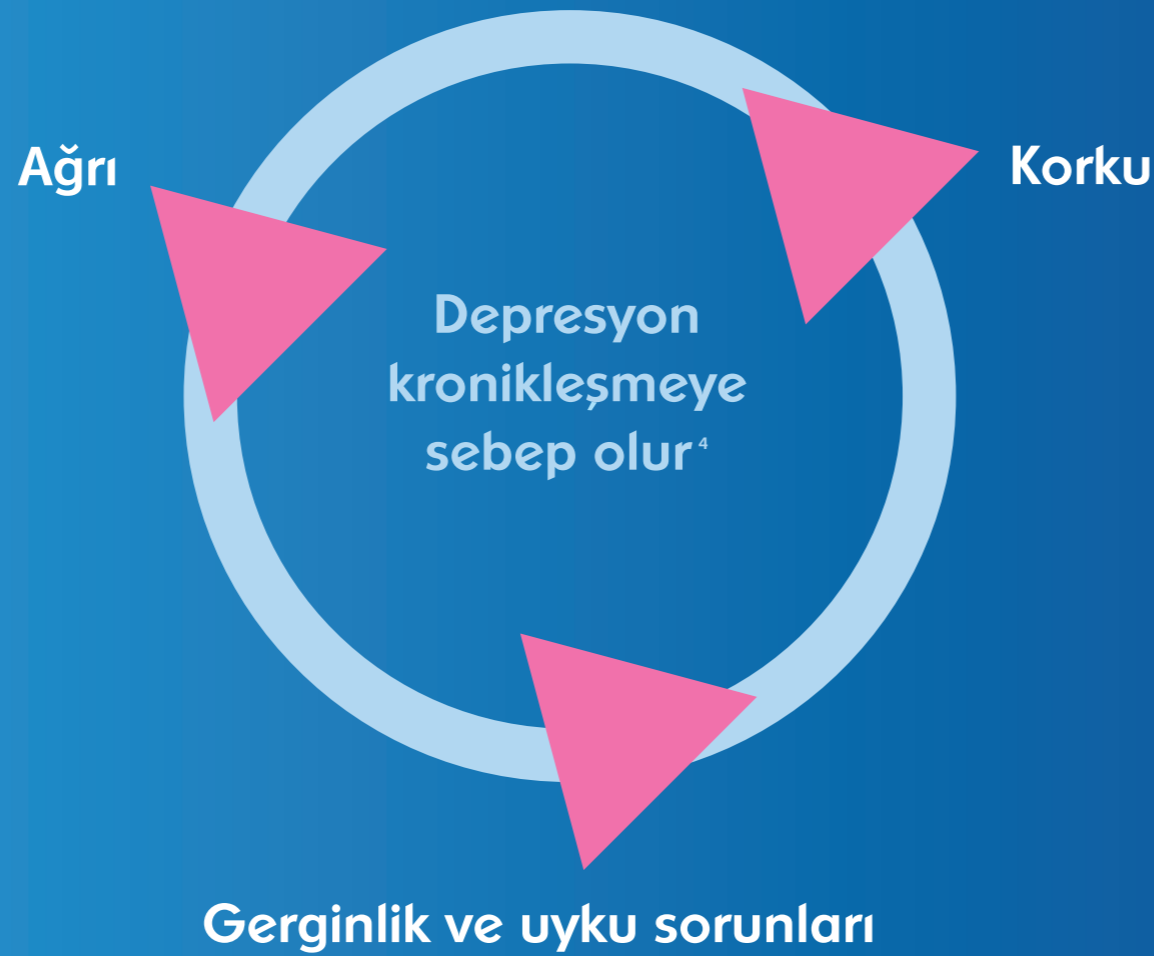 Ağrı
Korku
Depresyon
kronikleşmeye
sebep olur⁴
Gerginlik ve uyku sorunları